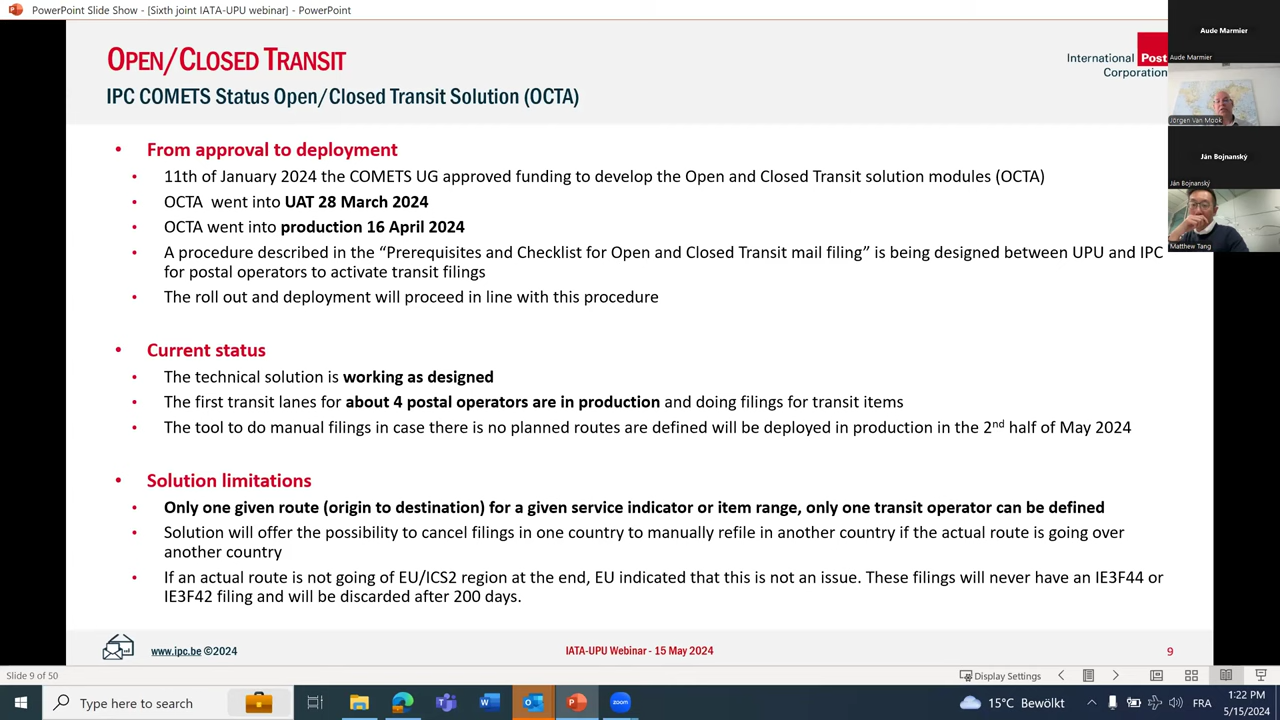 PowerPoint Slide Show - [Sixth joint IATA-UPU webinar] - PowerPoint
OPEN/CLOSED TRANSIT
IPC COMETS Status Open/Closed Transit Solution (OCTA)
International Post
Corporation
Aude Marmier
Aude Marmier
Jörgen Van Mook
Ján Bojnanský
Ján Bojnanský
Matthew Tang
• From approval to deployment
• 11th of January 2024 the COMETS UG approved funding to develop the Open and Closed Transit solution modules (OCTA)
• OCTA went into UAT 28 March 2024
• OCTA went into production 16 April 2024
• A procedure described in the “Prerequisites and Checklist for Open and Closed Transit mail filing” is being designed between UPU and IPC
for postal operators to activate transit filings
• The roll out and deployment will proceed in line with this procedure
• Current status
• The technical solution is working as designed
• The first transit lanes for about 4 postal operators are in production and doing filings for transit items
• The tool to do manual filings in case there is no planned routes are defined will be deployed in production in the 2nd half of May 2024
• Solution limitations
• Only one given route (origin to destination) for a given service indicator or item range, only one transit operator can be defined
• Solution will offer the possibility to cancel filings in one country to manually refile in another country if the actual route is going over
another country
• If an actual route is not going of EU/ICS2 region at the end, EU indicated that this is not an issue. These filings will never have an IE3F44 or
IE3F42 filing and will be discarded after 200 days.
www.ipc.be ©2024
IATA-UPU Webinar - 15 May 2024
9
Slide 9 of 50
Display Settings
Type here to search
zoom
15°C Bewölkt
FRA
1:22 PM
5/15/2024